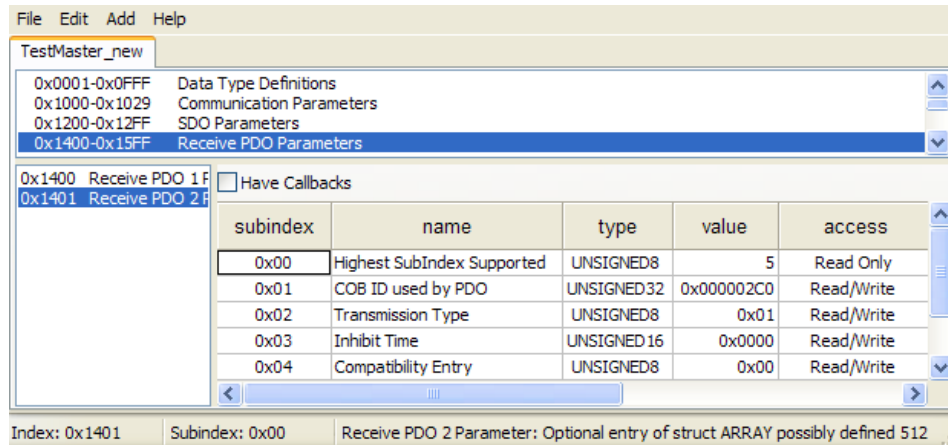 File Edit Add Help
TestMaster_new
0x0001-0x0FFF Data Type Definitions
0x1000-0x1029 Communication Parameters
0x1200-0x12FF SDO Parameters
0x1400-0x15FF Receive PDO Parameters
0x1400 Receive PDO 1
0x1401 Receive PDO 2
Have Callbacks
subindex name type value access
0x00 Highest SubIndex Supported UNSIGNED8 5 Read Only
0x01 COB ID used by PDO UNSIGNED32 0x000002C0 Read/Write
0x02 Transmission Type UNSIGNED8 0x01 Read/Write
0x03 Inhibit Time UNSIGNED16 0x0000 Read/Write
0x04 Compatibility Entry UNSIGNED8 0x00 Read/Write
Index: 0x1401 Subindex: 0x00 Receive PDO 2 Parameter: Optional entry of struct ARRAY possibly defined 512